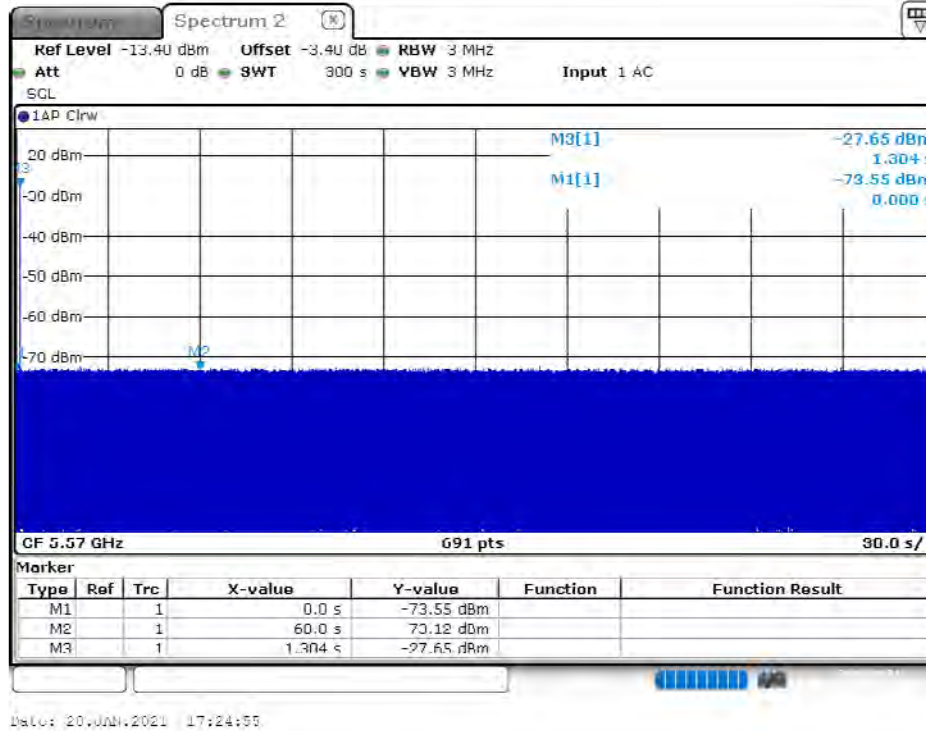 Spectrum Spectrum 2
Ref Level -13.40 dBm Offset -3.40 dB RBW 3 MHz
Att 0 dB SWT 300 s VBW 3 MHz Input 1 AC
SGL
1AP Clrw
M3[1] -27.65 dBm
20 dBm 1.304 s
M1[1] -73.55 dBm
-30 dBm 0.000 s
-40 dBm
-50 dBm
-60 dBm
M2
-70 dBm
CF 5.57 GHz 691 pts 30.0 s/
Marker
Type Ref Trc X-value Y-value Function Function Result
M1 1 0.0 s -73.55 dBm
M2 1 60.0 s 73.12 dBm
M3 1 1.304 s -27.65 dBm
Date: 20.JAN.2021 17:24:55